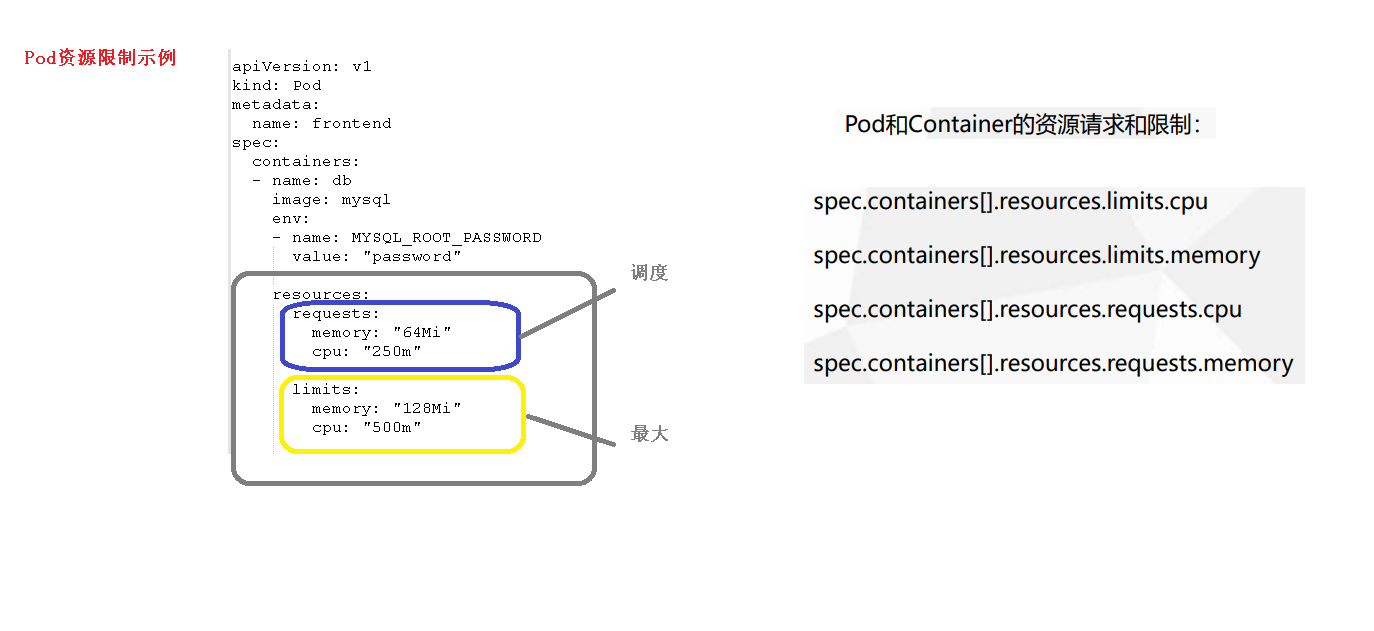 Pod资源限制示例
apiVersion: v1
kind: Pod
metadata:
  name: frontend
spec:
  containers:
  - name: db
    image: mysql
    env:
    - name: MYSQL_ROOT_PASSWORD
      value: "password"
    resources:
      requests:
        memory: "64Mi"
        cpu: "250m"
      limits:
        memory: "128Mi"
        cpu: "500m"
调度
最大
Pod和Container的资源请求和限制：
spec.containers[].resources.limits.cpu
spec.containers[].resources.limits.memory
spec.containers[].resources.requests.cpu
spec.containers[].resources.requests.memory